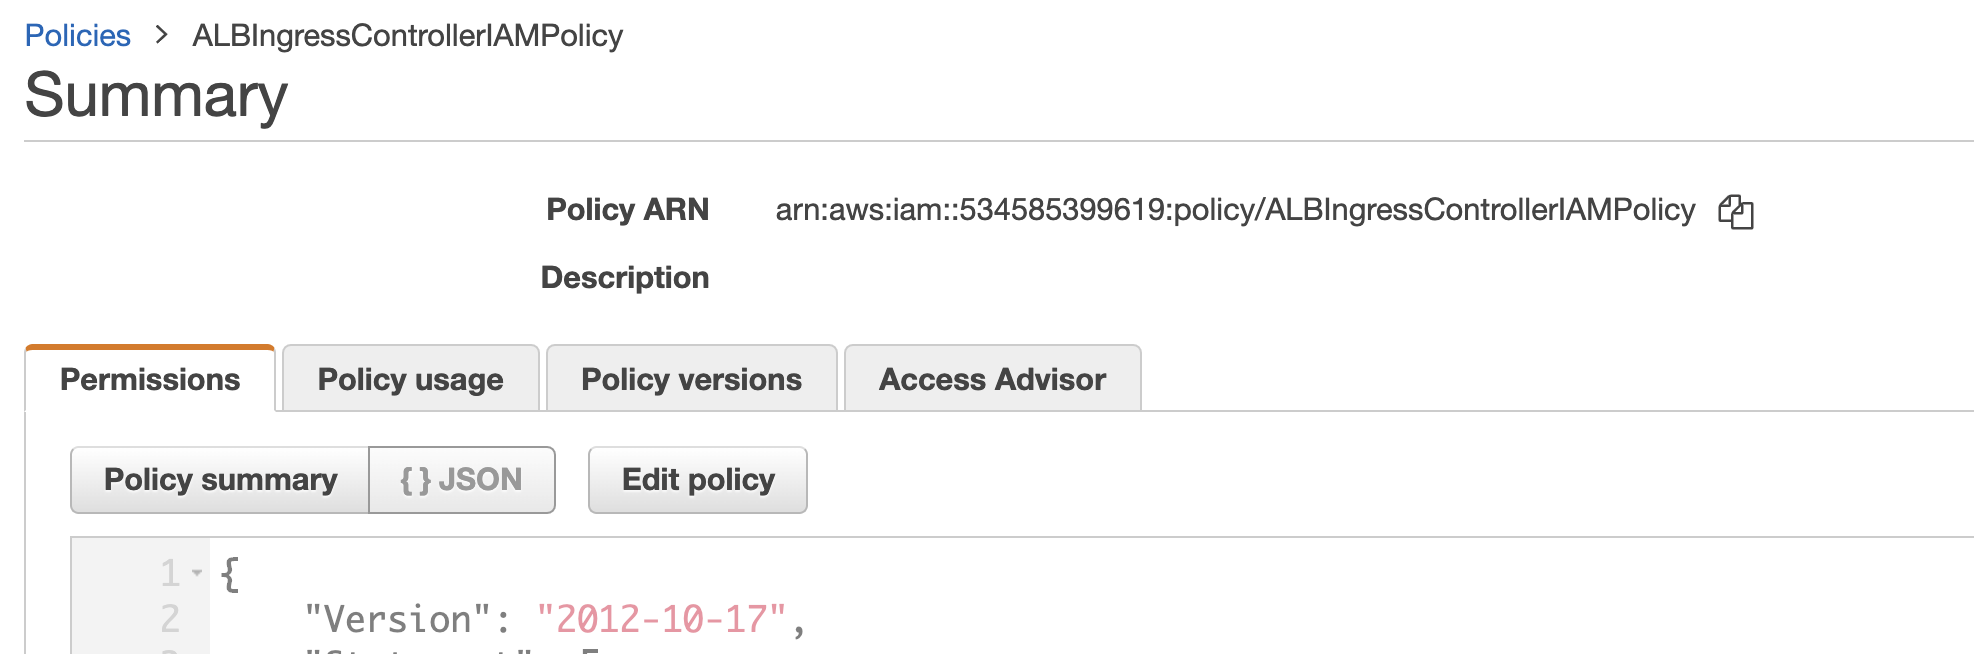 Policies > ALBIngressControllerIAMPolicy
Summary
Policy ARN arn:aws:iam::534585399619:policy/ALBIngressControllerIAMPolicy
Description
Permissions Policy usage Policy versions Access Advisor
Policy summary { } JSON Edit policy
1 {
2 "Version": "2012-10-17",